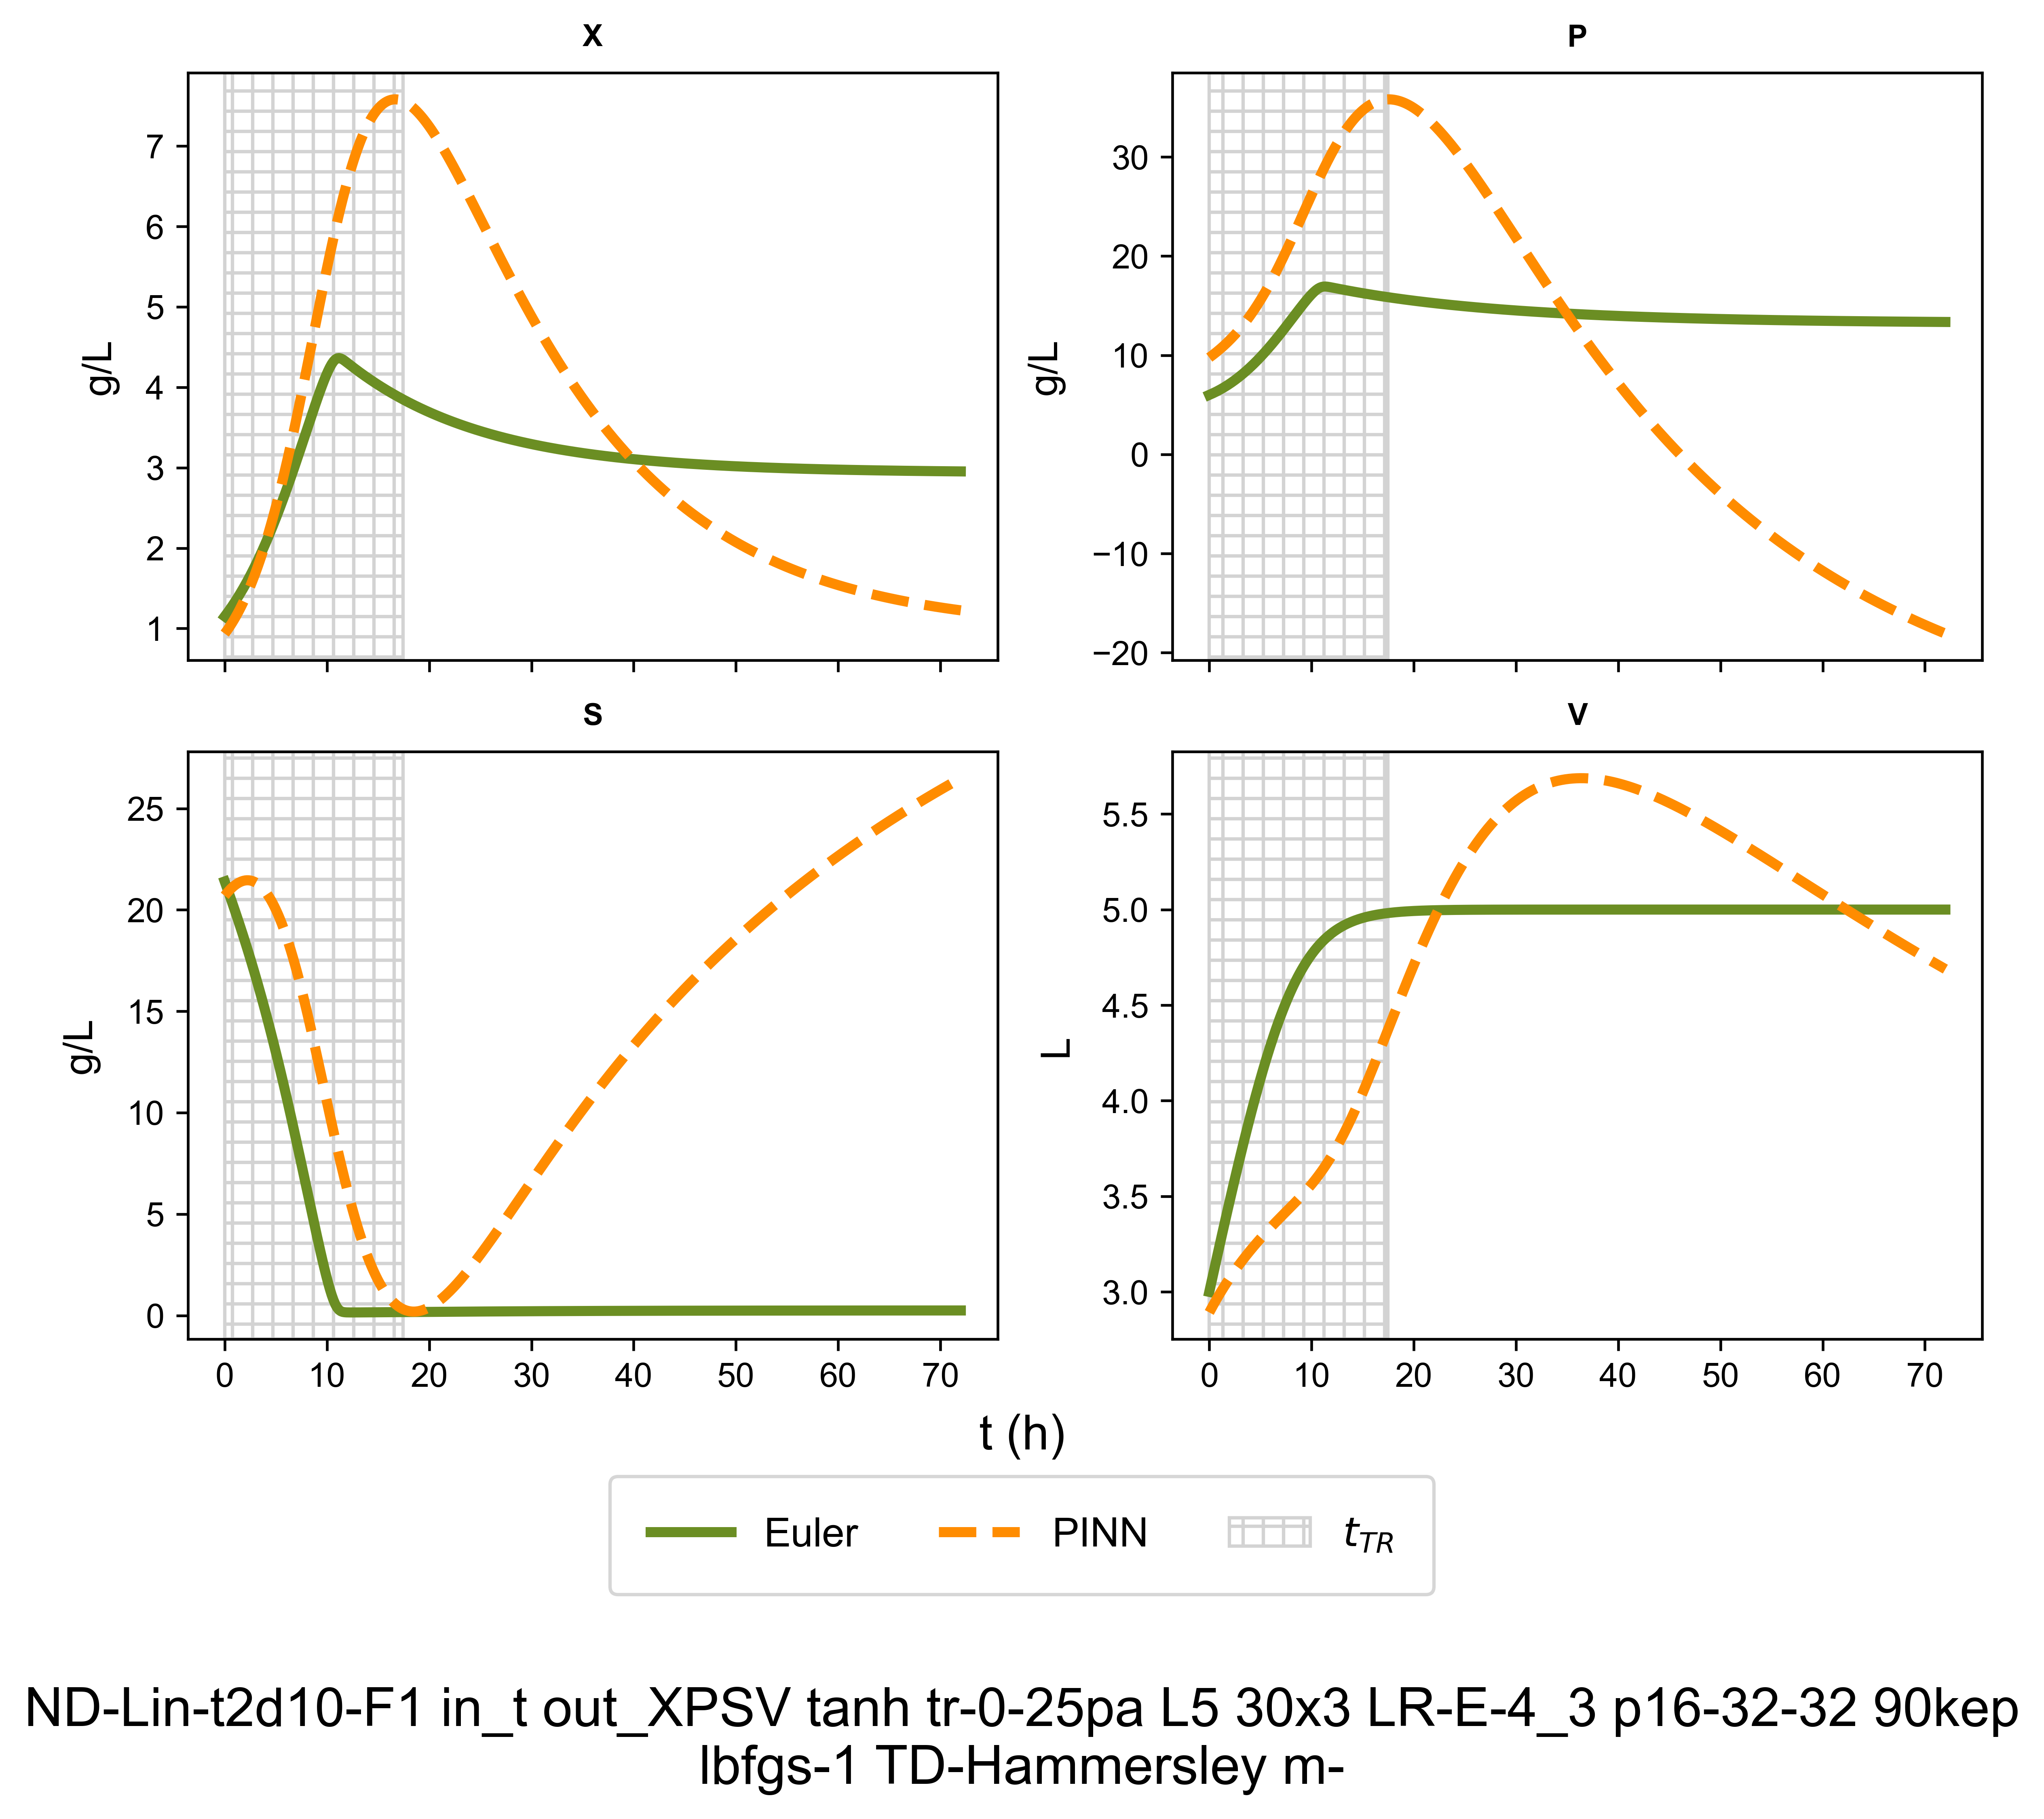 X
P
7
6
5
4
3
2
1
g/L
30
20
10
0
−10
−20
g/L
S
V
25
20
15
10
5
0
g/L
0 10 20 30 40 50 60 70
5.5
5.0
4.5
4.0
3.5
3.0
L
0 10 20 30 40 50 60 70
t (h)
Euler PINN t_TR
ND-Lin-t2d10-F1 in_t out_XPSV tanh tr-0-25pa L5 30x3 LR-E-4_3 p16-32-32 90kep
lbfgs-1 TD-Hammersley m-